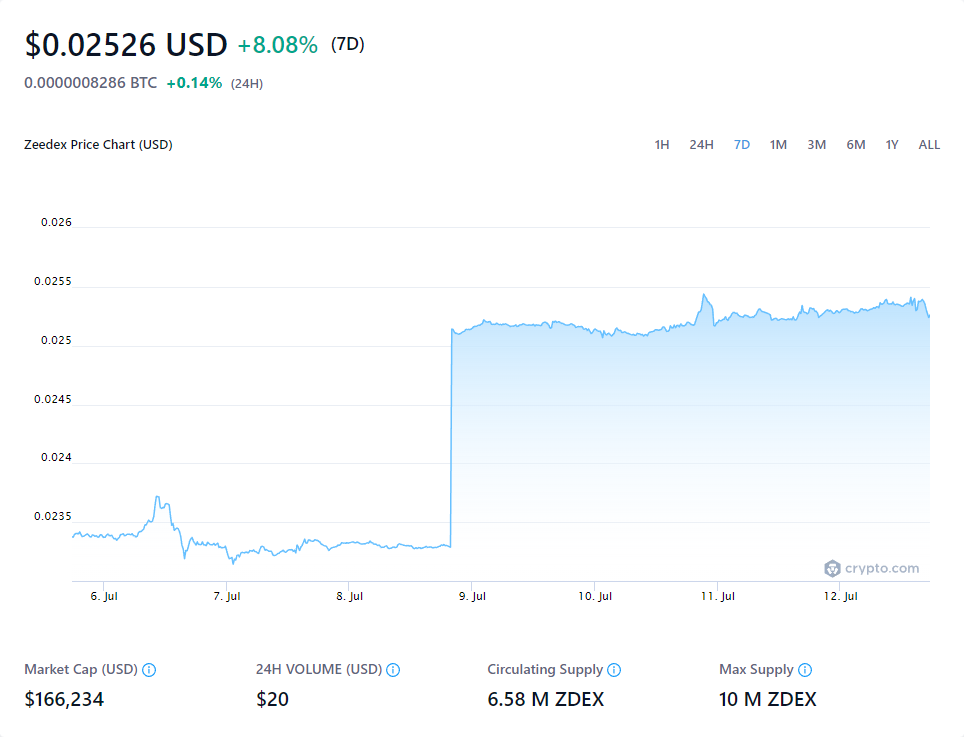 $0.02526 USD +8.08% (7D)
0.0000008286 BTC +0.14% (24H)
Zeedex Price Chart (USD) 1H 24H 7D 1M 3M 6M 1Y ALL
0.026
0.0255
0.025
0.0245
0.024
0.0235
crypto.com
6. Jul 7. Jul 8. Jul 9. Jul 10. Jul 11. Jul 12. Jul
Market Cap (USD) 24H VOLUME (USD) Circulating Supply Max Supply
$166,234 $20 6.58 M ZDEX 10 M ZDEX